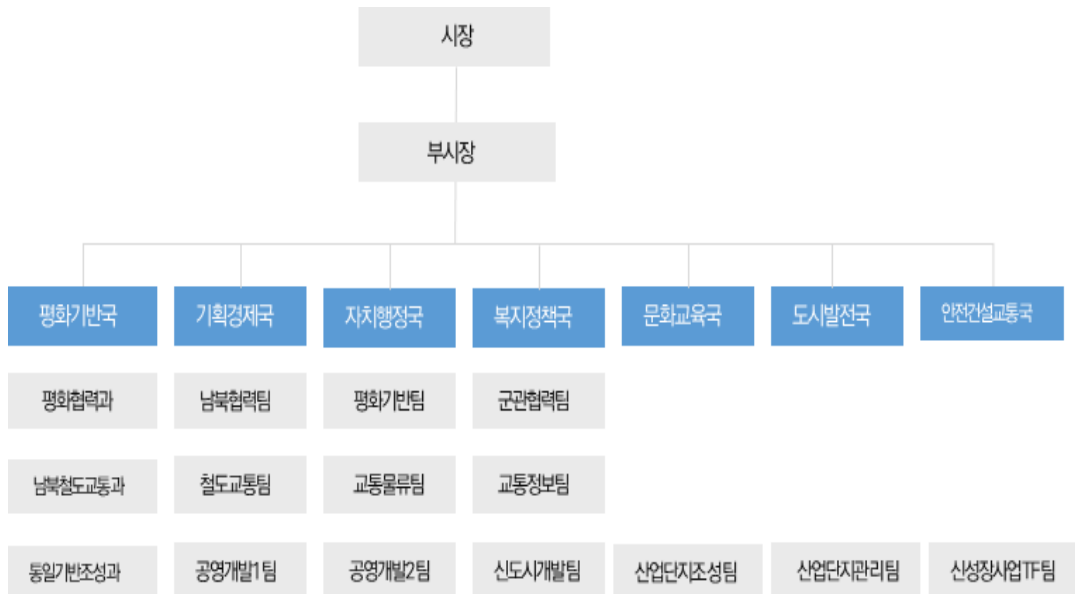 시장
부시장
평화기반국 기획경제국 자치행정국 복지정책국 문화교육국 도시발전국 안전건설교통국
평화협력과 남북협력팀 평화기반팀 군관협력팀
남북철도교통과 철도교통팀 교통물류팀 교통정보팀
통일기반조성과 공영개발1팀 공영개발2팀 신도시개발팀 산업단지조성팀 산업단지관리팀 신성장사업TF팀